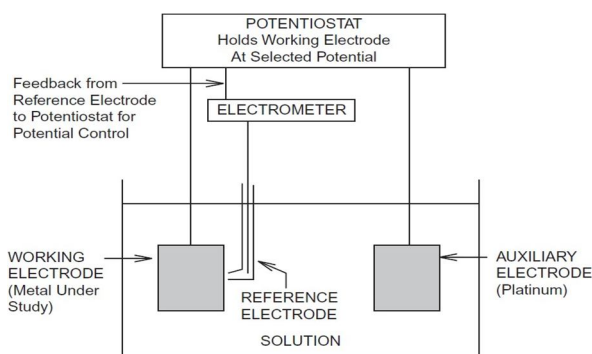 POTENTIOSTAT
Holds Working Electrode
At Selected Potential
Feedback from
Reference Electrode
to Potentiostat for
Potential Control
ELECTROMETER
WORKING
ELECTRODE
(Metal Under
Study)
REFERENCE
ELECTRODE
AUXILIARY
ELECTRODE
(Platinum)
SOLUTION